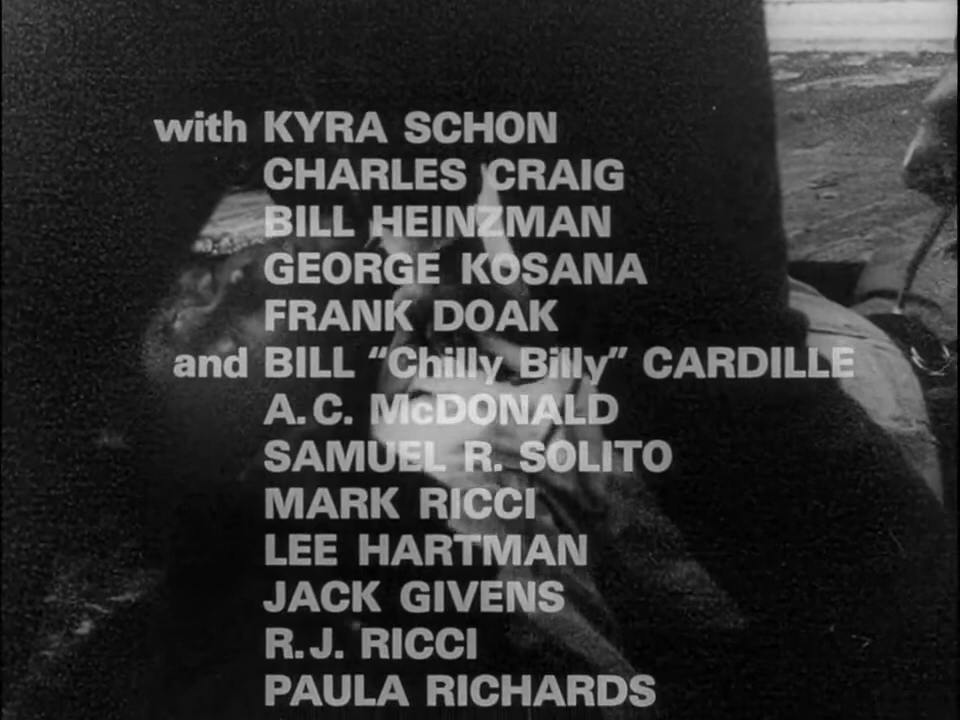 with KYRA SCHON
CHARLES CRAIG
BILL HEINZMAN
GEORGE KOSANA
FRANK DOAK
and BILL “Chilly Billy” CARDILLE
A.C. McDONALD
SAMUEL R. SOLITO
MARK RICCI
LEE HARTMAN
JACK GIVENS
R.J. RICCI
PAULA RICHARDS